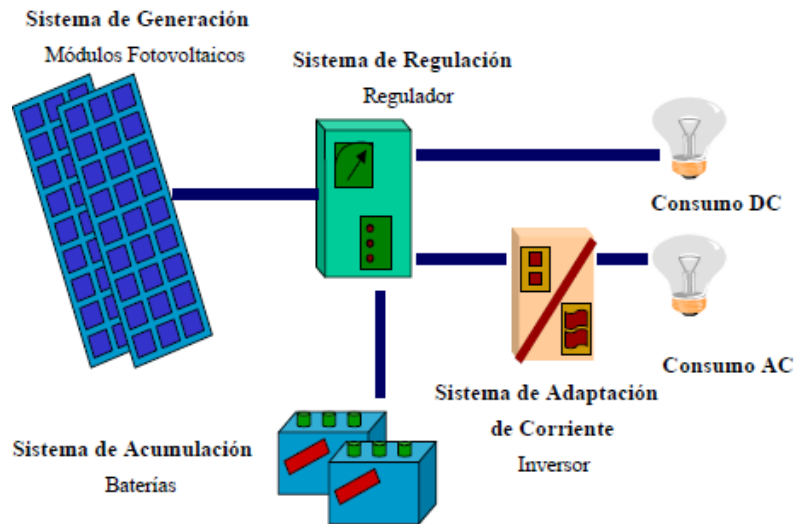 Sistema de Generación
Módulos Fotovoltaicos
Sistema de Regulación
Regulador
Consumo DC
Consumo AC
Sistema de Adaptación
de Corriente
Inversor
Sistema de Acumulación
Baterías